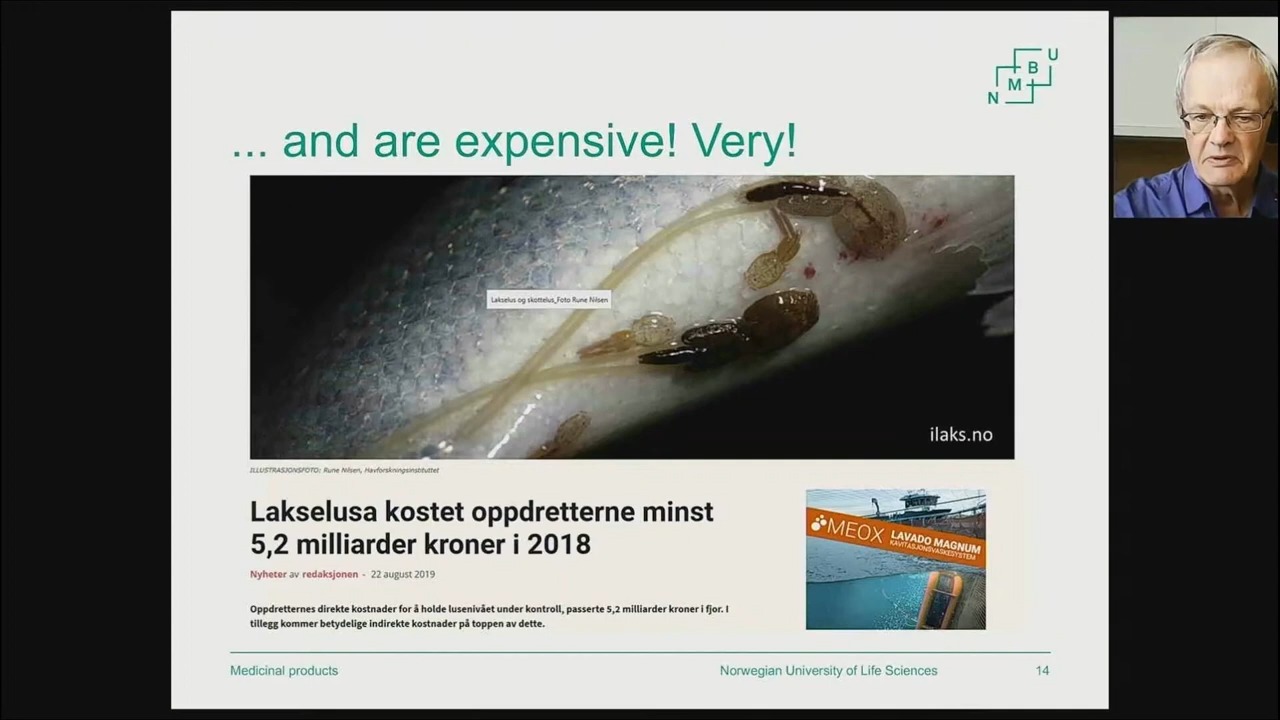 N M B U
... and are expensive! Very!
Lakselus og skottelus_Foto Rune Nilsen
ilaks.no
ILLUSTRASJONSFOTO: Rune Nilsen, Havforskningsinstituttet
Lakselusa kostet oppdretterne minst
5,2 milliarder kroner i 2018
Nyheter av redaksjonen - 22 august 2019
Oppdretternes direkte kostnader for å holde lusenivået under kontroll, passerte 5,2 milliarder kroner i fjor. I
tillegg kommer betydelige indirekte kostnader på toppen av dette.
MEOX
LAVADO MAGNUM
KAVITASJONSVASKESYSTEM
Medicinal products
Norwegian University of Life Sciences
14